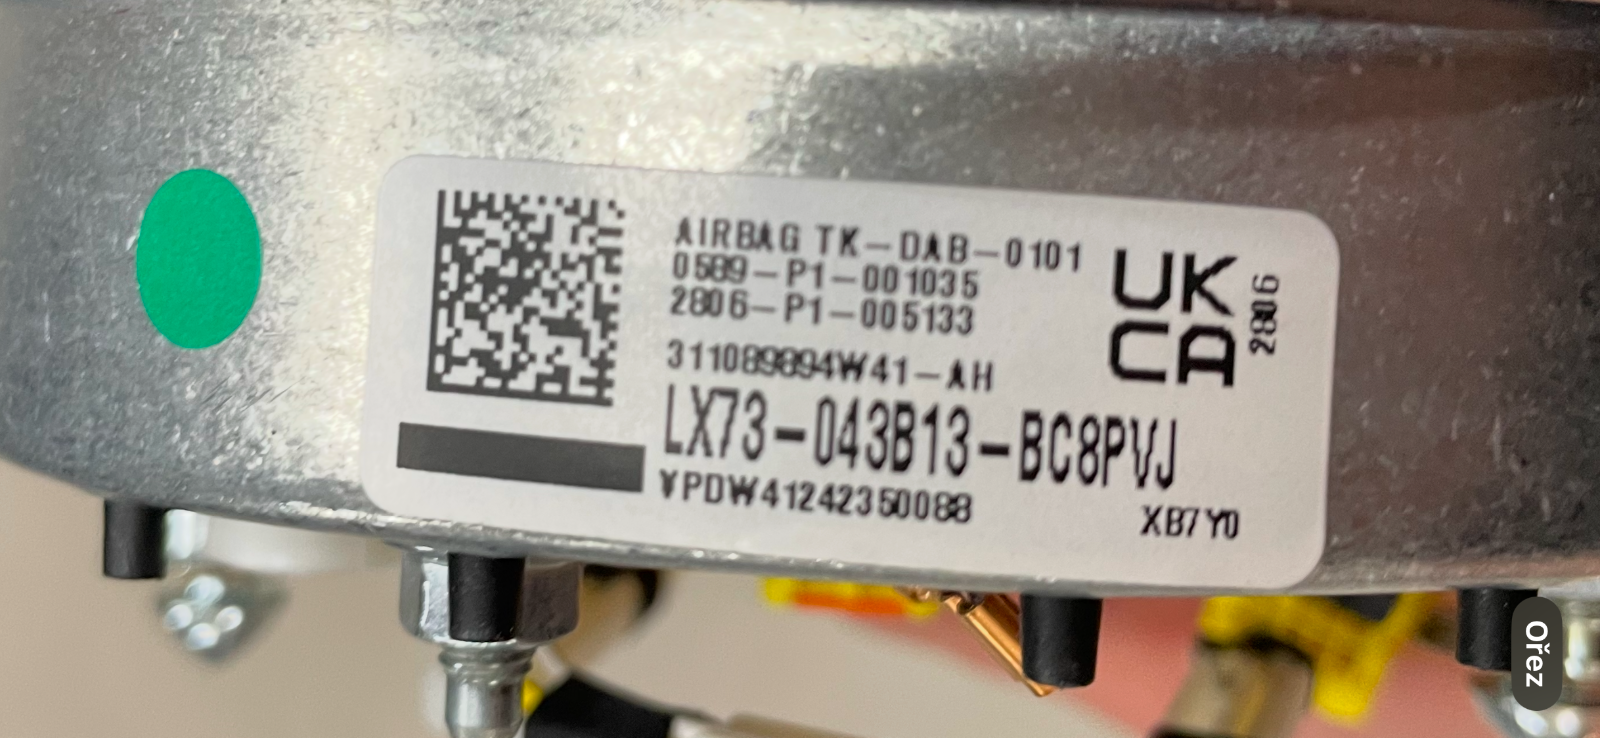 AIRBAG TK-DAB-0101
0589-P1-001035
2806-P1-005133
311089894W41-AH
LX73-043B13-BC8PVJ
YPDW41242350088
XB7Y0
UK
CA
2806
Ořez